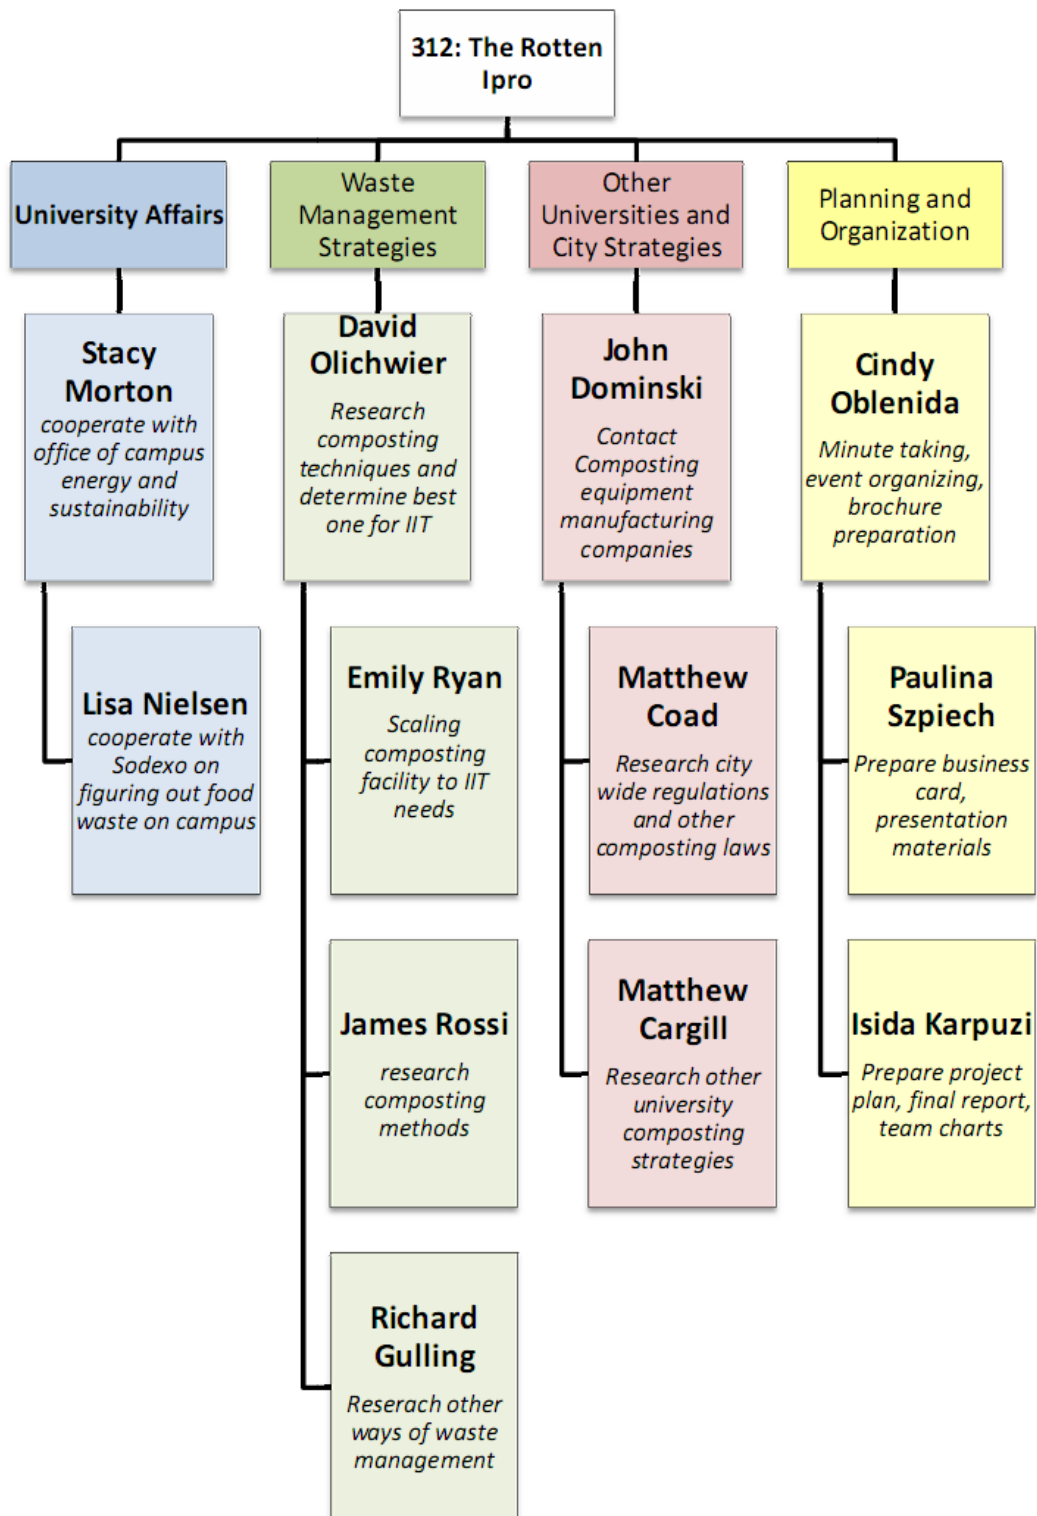 312: The Rotten
Ipro
University Affairs
Waste
Management
Strategies
Other
Universities and
City Strategies
Planning and
Organization
Stacy
Morton
cooperate with
office of campus
energy and
sustainability
Lisa Nielsen
cooperate with
Sodexo on
figuring out food
waste on campus
David
Olichwier
Research
composting
techniques and
determine best
one for IIT
Emily Ryan
Scaling
composting
facility to IIT
needs
James Rossi
research
composting
methods
Richard
Gulling
Reserach other
ways of waste
management
John
Dominski
Contact
Composting
equipment
manufacturing
companies
Matthew
Coad
Research city
wide regulations
and other
composting laws
Matthew
Cargill
Research other
university
composting
strategies
Cindy
Oblenida
Minute taking,
event organizing,
brochure
preparation
Paulina
Szpiech
Prepare business
card,
presentation
materials
Isida Karpuzi
Prepare project
plan, final report,
team charts